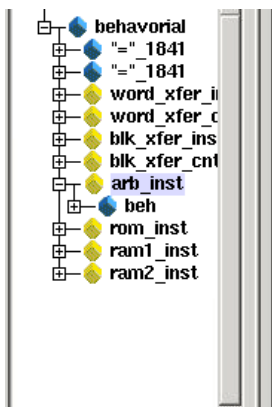 behavorial
"="_1841
"="_1841
word_xfer_i
word_xfer_c
blk_xfer_ins
blk_xfer_cnt
arb_inst
beh
rom_inst
ram1_inst
ram2_inst